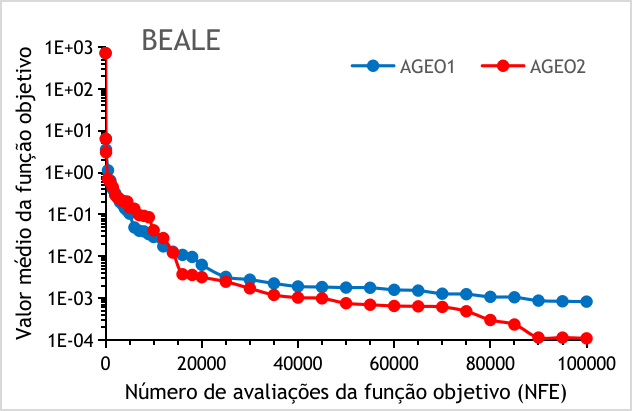 BEALE
AGEO1
AGEO2
Valor médio da função objetivo
1E+03
1E+02
1E+01
1E+00
1E-01
1E-02
1E-03
1E-04
0 20000 40000 60000 80000 100000
Número de avaliações da função objetivo (NFE)